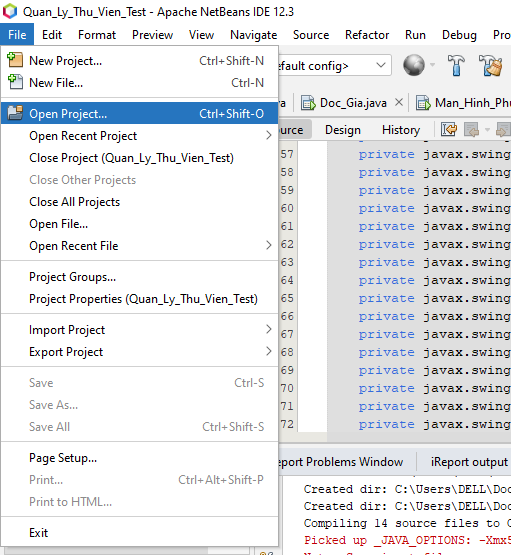 Quan_Ly_Thu_Vien_Test - Apache NetBeans IDE 12.3
File Edit Format Preview View Navigate Source Refactor Run Debug
New Project... Ctrl+Shift-N
New File... Ctrl-N
Open Project... Ctrl+Shift-O
Open Recent Project
Close Project (Quan_Ly_Thu_Vien_Test)
Close Other Projects
Close All Projects
Open File...
Open Recent File
Project Groups...
Project Properties (Quan_Ly_Thu_Vien_Test)
Import Project
Export Project
Save Ctrl-S
Save As...
Save All Ctrl+Shift-S
Page Setup...
Print... Ctrl+Alt+Shift-P
Print to HTML...
Exit
default config>
Doc_Gia.java × Man_Hinh_Ph
urce Design History
57 private javax.swing
58 private javax.swing
59 private javax.swing
60 private javax.swing
61 private javax.swing
62 private javax.swing
63 private javax.swing
64 private javax.swing
65 private javax.swing
66 private javax.swing
67 private javax.swing
68 private javax.swing
69 private javax.swing
70 private javax.swing
71 private javax.swing
72 private javax.swing
eport Problems Window iReport output
Created dir: C:\Users\DELL\Doc
Created dir: C:\Users\DELL\Doc
Compiling 14 source files to C
Picked up _JAVA_OPTIONS: -Xmx5